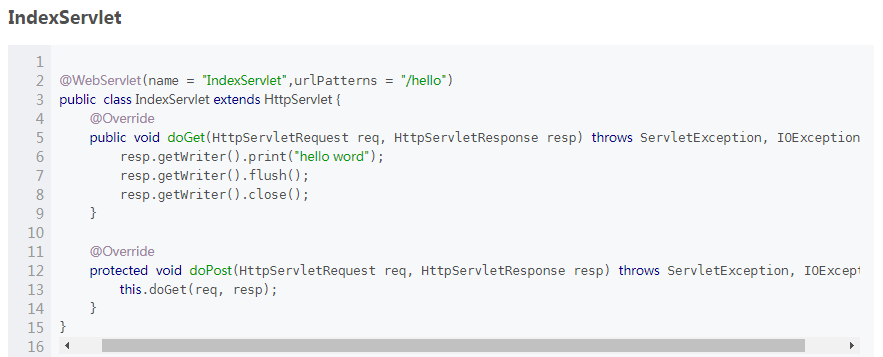 IndexServlet
1
2 @WebServlet(name = "IndexServlet",urlPatterns = "/hello")
3 public class IndexServlet extends HttpServlet {
4 @Override
5 public void doGet(HttpServletRequest req, HttpServletResponse resp) throws ServletException, IOException
6 resp.getWriter().print("hello word");
7 resp.getWriter().flush();
8 resp.getWriter().close();
9 }
10
11 @Override
12 protected void doPost(HttpServletRequest req, HttpServletResponse resp) throws ServletException, IOExcept
13 this.doGet(req, resp);
14 }
15 }
16